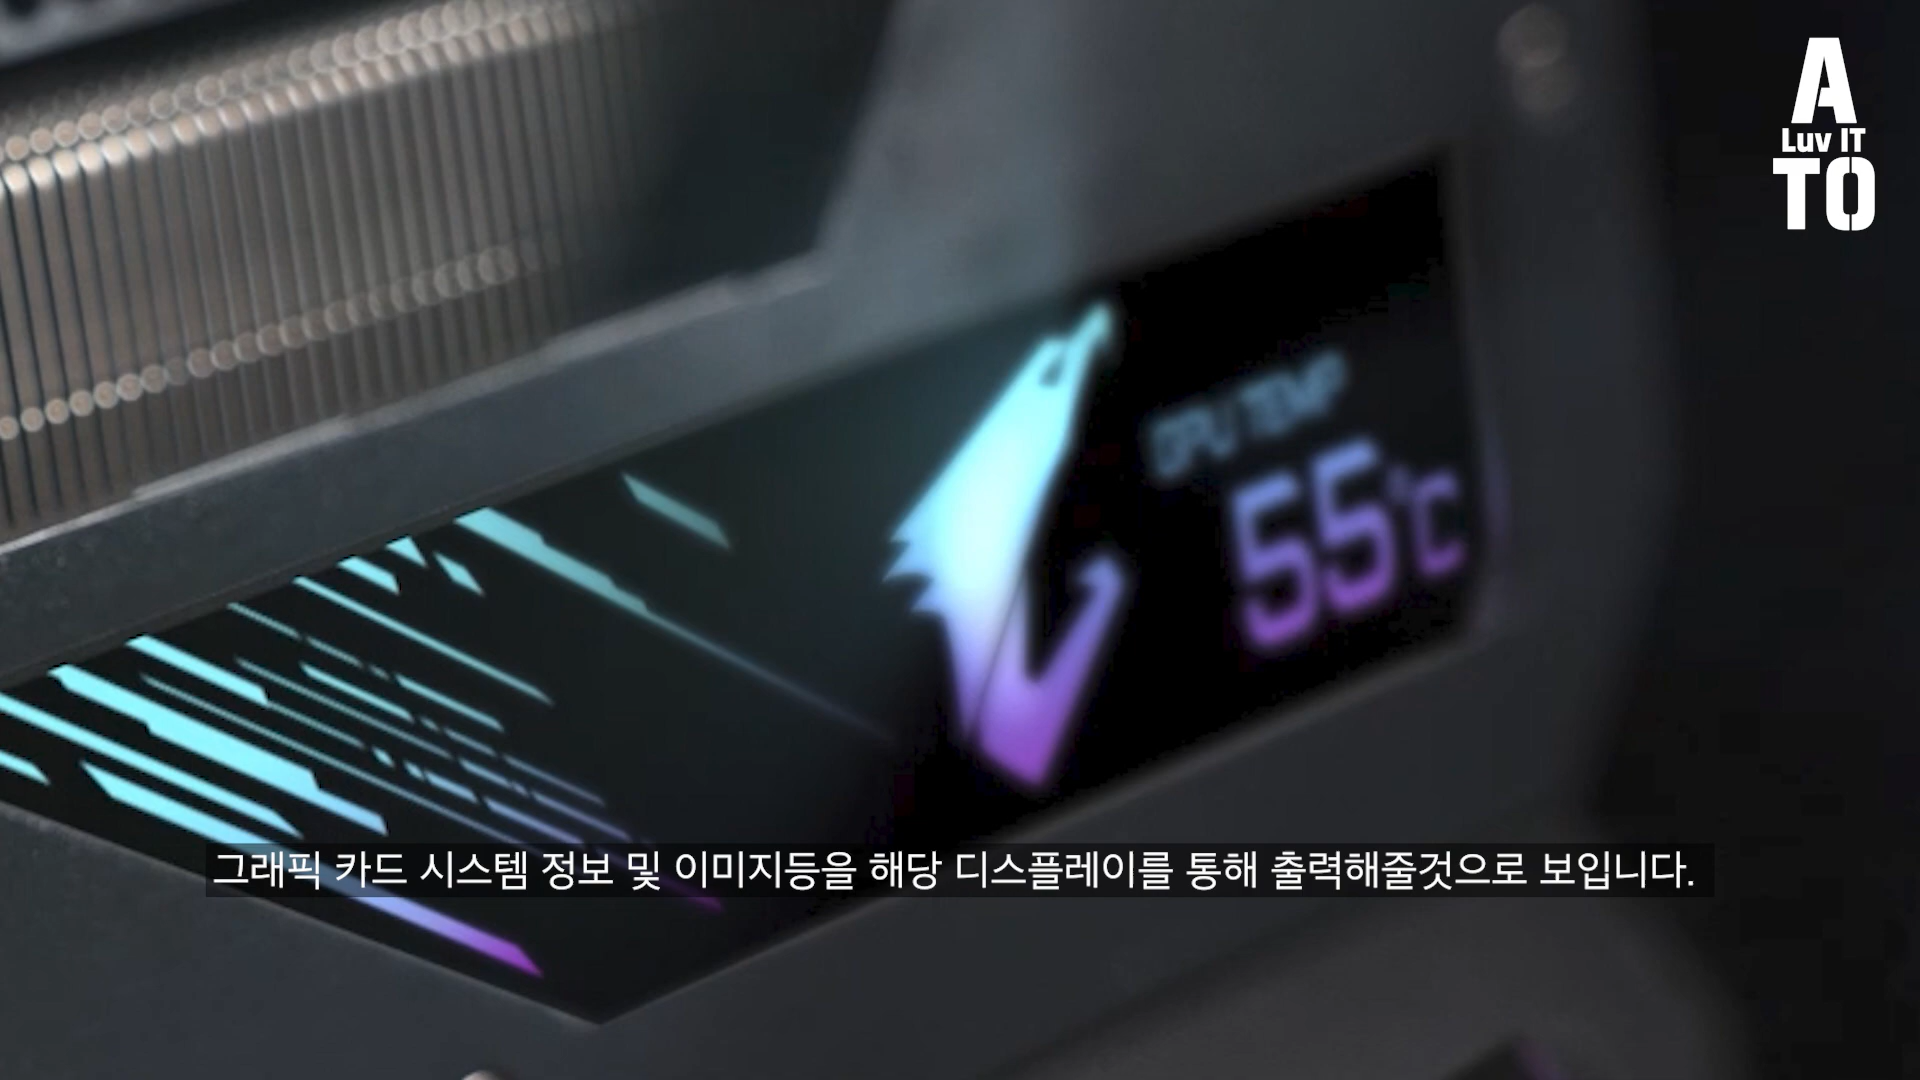 A
Luv IT
TO
GPU TEMP
55°C
그래픽 카드 시스템 정보 및 이미지등을 해당 디스플레이를 통해 출력해줄것으로 보입니다.